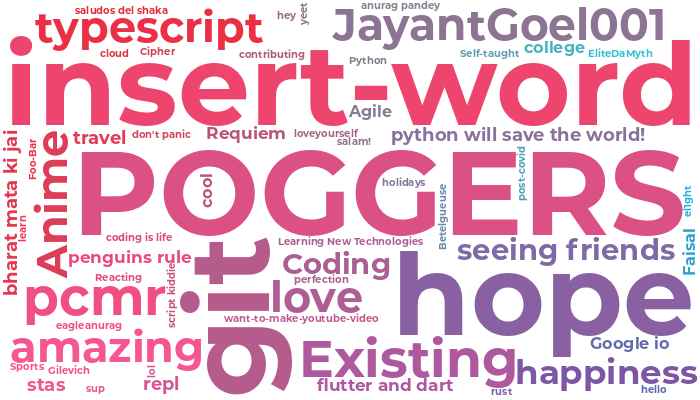 saludos del shaka
hey
yeet
anurag pandey
typescript
JayantGoel001
cloud
Cipher
contributing
Python
Self-taught
college
EliteDaMyth
insert-word
Agile
bharat mata ki jai
Foo-Bar
Anime
travel
don't panic
Requiem
loveyourself
salam!
python will save the world!
POGGERS
cool
holidays
post-covid
Betelgueuse
elight
Faisal
learn
coding is life
git
Learning New Technologies
seeing friends
penguins rule
Coding
hope
Reacting
script kiddie
perfection
pcmr
love
want-to-make-youtube-video
eagleanurag
amazing
Google io
Existing
Sports
Gilevich
lol
happiness
stas
sup
repl
flutter and dart
rust
hello